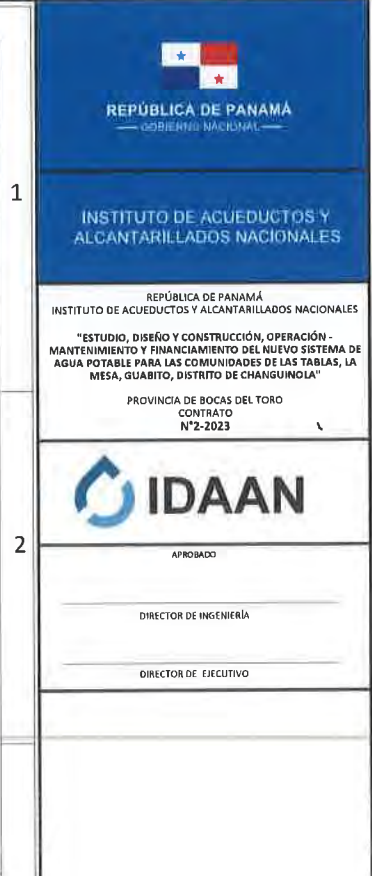 REPÚBLICA DE PANAMÁ
GOBIERNO NACIONAL
1
INSTITUTO DE ACUEDUCTOS Y
ALCANTARILLADOS NACIONALES
REPÚBLICA DE PANAMÁ
INSTITUTO DE ACUEDUCTOS Y ALCANTARILLADOS NACIONALES
"ESTUDIO, DISEÑO Y CONSTRUCCIÓN, OPERACIÓN -
MANTENIMIENTO Y FINANCIAMIENTO DEL NUEVO SISTEMA DE
AGUA POTABLE PARA LAS COMUNIDADES DE LAS TABLAS, LA
MESA, GUABITO, DISTRITO DE CHANGUINOLA"
PROVINCIA DE BOCAS DEL TORO
CONTRATO
N°2-2023
IDAAN
2
APROBADO
DIRECTOR DE INGENIERÍA
DIRECTOR DE EJECUTIVO